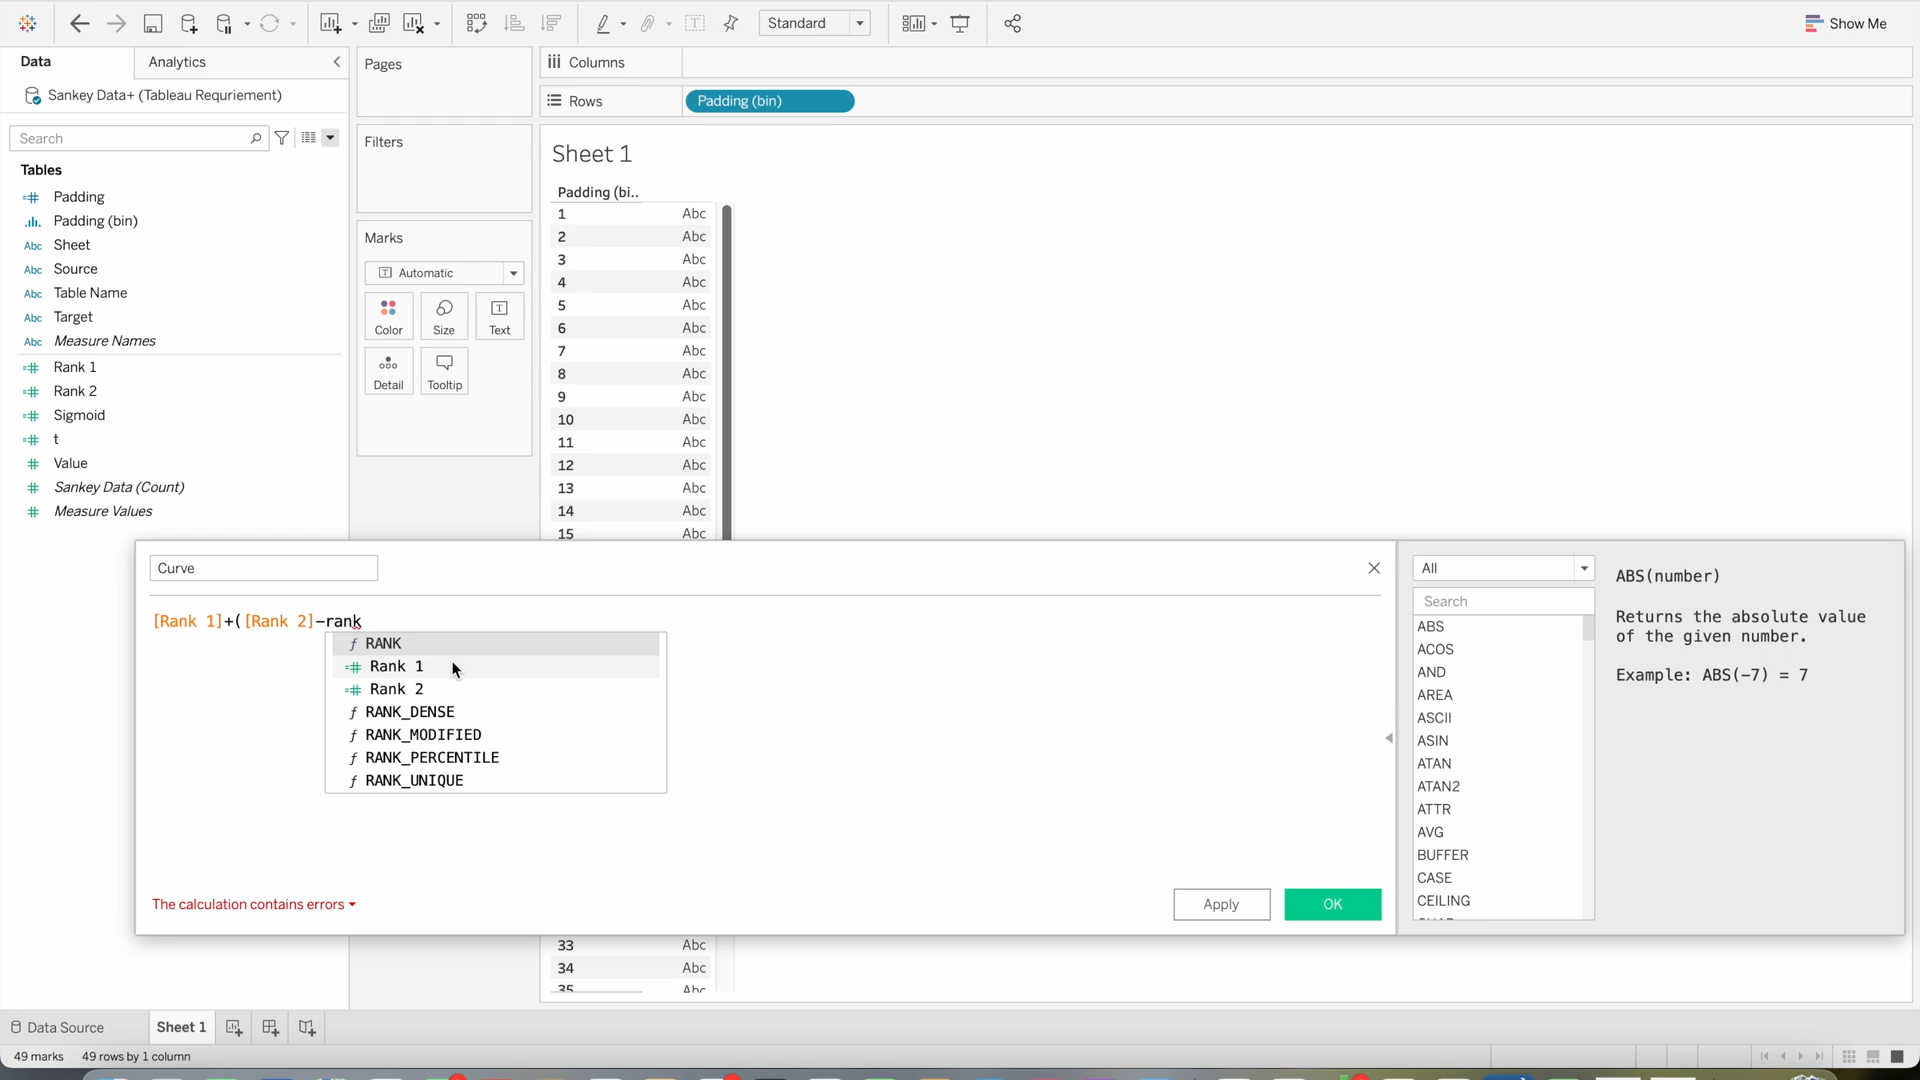 Standard
Show Me
Data
Analytics
Pages
Columns
Sankey Data+ (Tableau Requriement)
Rows
Padding (bin)
Search
Filters
Tables
Sheet 1
Padding
Padding (bi..
Padding (bin)
1 Abc
Abc Sheet
2 Abc
Marks
3 Abc
Abc Source
Automatic
4 Abc
Abc Table Name
5 Abc
Abc Target
Color
Size
Text
6 Abc
Abc Measure Names
7 Abc
Rank 1
8 Abc
Detail
Tooltip
Rank 2
9 Abc
Sigmoid
10 Abc
t
11 Abc
Value
12 Abc
Sankey Data (Count)
13 Abc
Measure Values
14 Abc
15 Abc
Curve
[Rank 1]+([Rank 2]-rank
f RANK
Rank 1
Rank 2
f RANK_DENSE
f RANK_MODIFIED
f RANK_PERCENTILE
f RANK_UNIQUE
The calculation contains errors
Apply
OK
All
Search
ABS
ACOS
AND
AREA
ASCII
ASIN
ATAN
ATAN2
ATTR
AVG
BUFFER
CASE
CEILING
ABS(number)
Returns the absolute value
of the given number.
Example: ABS(-7) = 7
33 Abc
34 Abc
35 Abc
Data Source
Sheet 1
49 marks
49 rows by 1 column